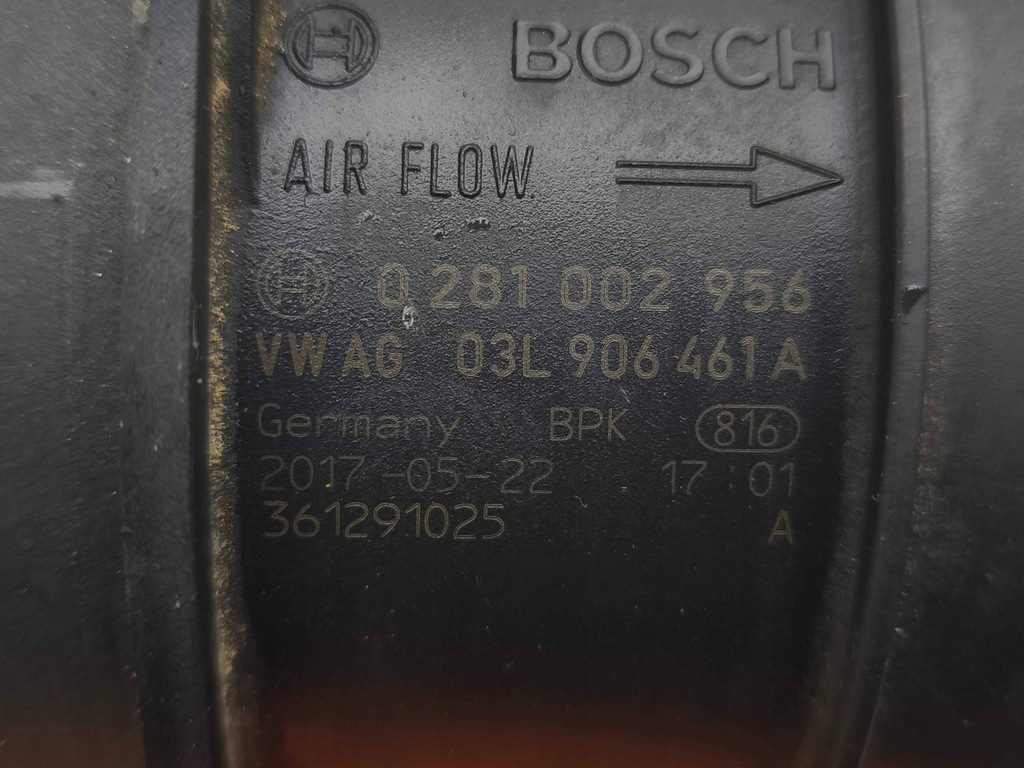 BOSCH
AIR FLOW
0 281 002 956
VW AG 03L 906 461 A
Germany BPK 816
2017-05-22 17:01
361291025 A